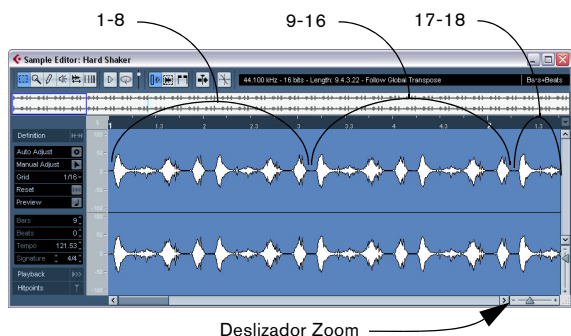 1-8 9-16 17-18
Sample Editor: Hard Shaker
44.100 kHz - 16 bits - Length: 9.4.3.22 - Follow Global Transpose Bars+Beats
1.3 2 2.3 3 3.3 4 4.3 1.3
Definition
Auto Adjust
Manual Adjust
Grid 1/16
Reset
Preview
Bars 9
Beats 0
Tempo 121.53
Signature 4/4
Playback
Hitpoints
Deslizador Zoom